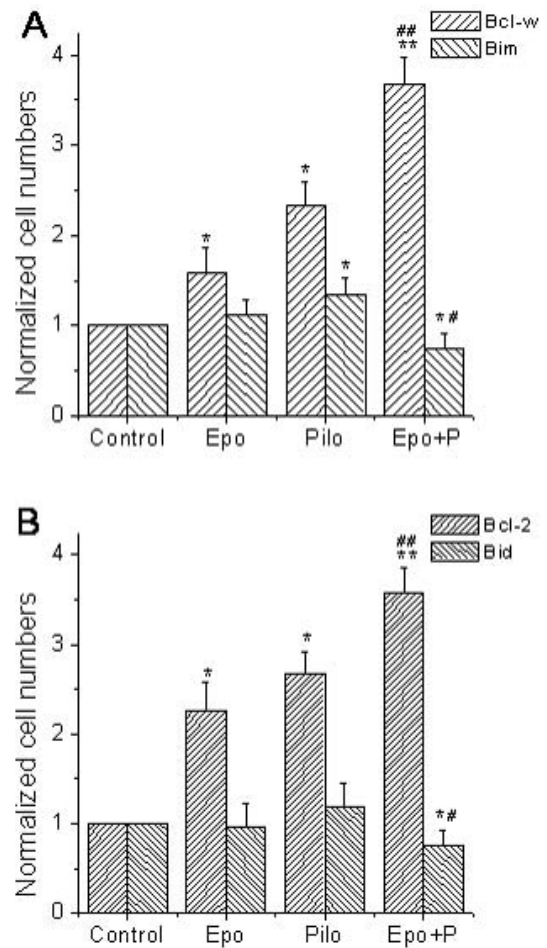 A
Bcl-w
Bim
Normalized cell numbers
4
3
2
1
0
*
*
*
##
**
* #
Control Epo Pilo Epo+P
B
Bcl-2
Bid
Normalized cell numbers
4
3
2
1
0
*
*
##
**
* #
Control Epo Pilo Epo+P